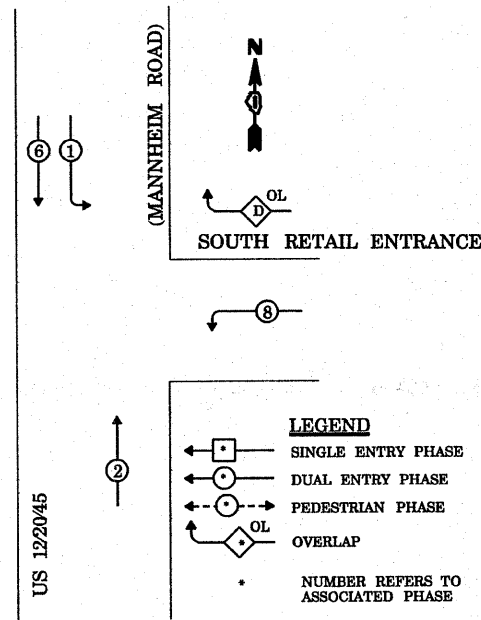 N
(MANNHEIM ROAD)
6
1
OL
D
SOUTH RETAIL ENTRANCE
8
2
US 12/20/45
LEGEND
* SINGLE ENTRY PHASE
* DUAL ENTRY PHASE
* PEDESTRIAN PHASE
OL
* OVERLAP
* NUMBER REFERS TO
ASSOCIATED PHASE